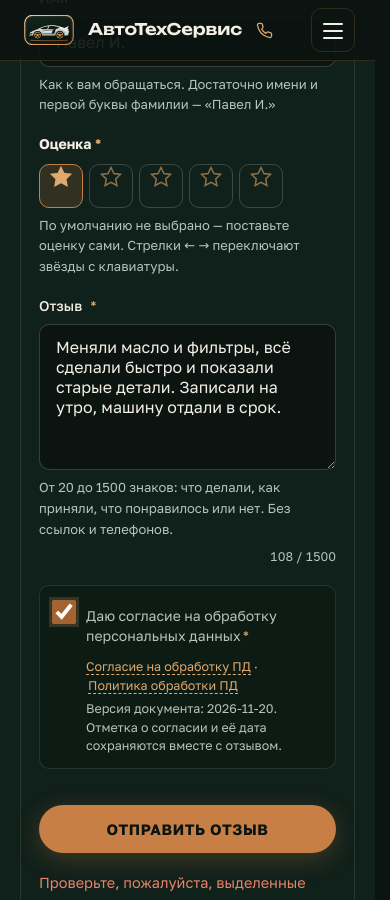 АвтоТехСервис
Павел И.
Как к вам обращаться. Достаточно имени и
первой буквы фамилии — «Павел И.»
Оценка *
По умолчанию не выбрано — поставьте
оценку сами. Стрелки ← → переключают
звёзды с клавиатуры.
Отзыв *
Меняли масло и фильтры, всё
сделали быстро и показали
старые детали. Записали на
утро, машину отдали в срок.
От 20 до 1500 знаков: что делали, как
приняли, что понравилось или нет. Без
ссылок и телефонов.
108 / 1500
Даю согласие на обработку
персональных данных *
Согласие на обработку ПД ·
Политика обработки ПД
Версия документа: 2026-11-20.
Отметка о согласии и её дата
сохраняются вместе с отзывом.
ОТПРАВИТЬ ОТЗЫВ
Проверьте, пожалуйста, выделенные